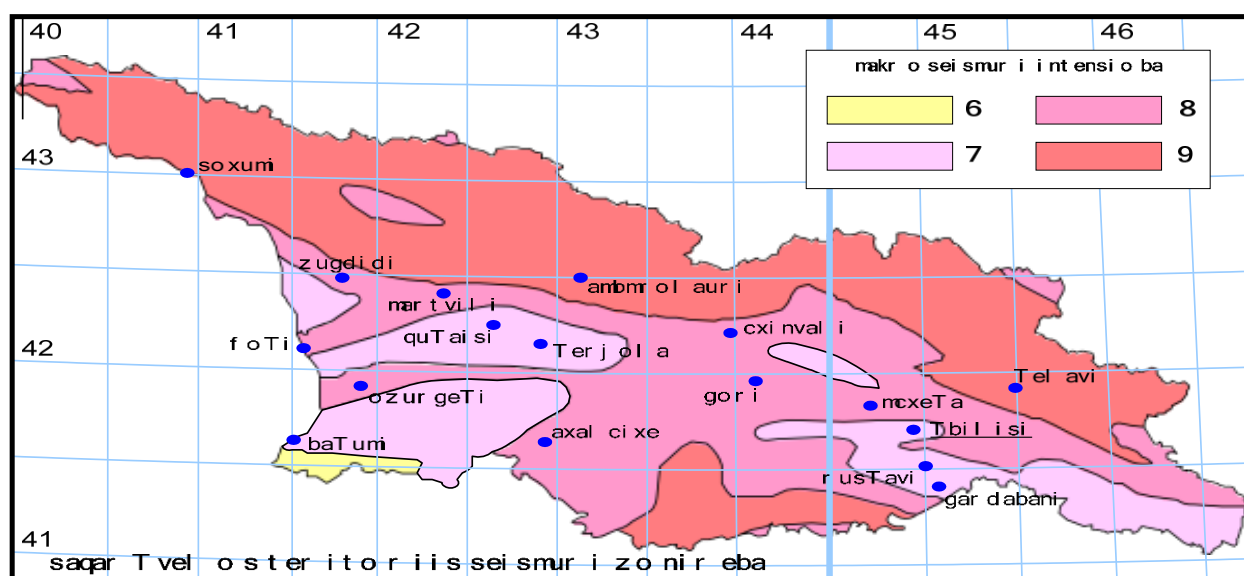 40 41 42 43 44 45 46
makroseismuri intensioba
6 8
7 9
43
soxumi
zugdidi
ambmrolauri
martvili
cxinvali
quTaisi
foTi
Terjola
42
Telavi
gori
ozurgeTi
mcxeTa
Tbilisi
axalcixe
baTumi
rusTavi
gardabani
41
saqarTvelos teritoriis seismuri zonireba